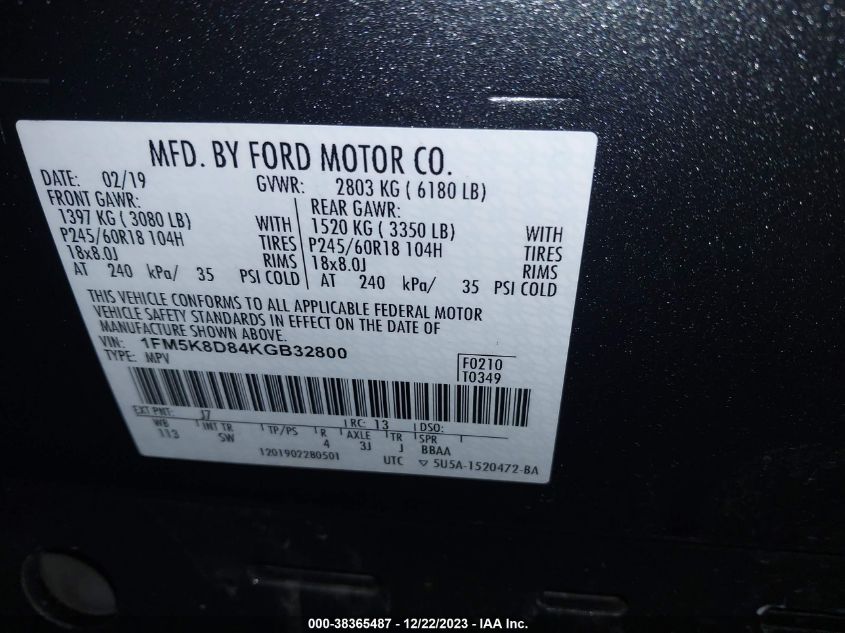 MFD. BY FORD MOTOR CO.
DATE: 02/19 GVWR: 2803 KG ( 6180 LB)
FRONT GAWR: REAR GAWR:
1397 KG ( 3080 LB) WITH 1520 KG ( 3350 LB) WITH
P245/60R18 104H TIRES P245/60R18 104H TIRES
18x8.0J RIMS 18x8.0J RIMS
AT 240 kPa/ 35 PSI COLD AT 240 kPa/ 35 PSI COLD
THIS VEHICLE CONFORMS TO ALL APPLICABLE FEDERAL MOTOR
VEHICLE SAFETY STANDARDS IN EFFECT ON THE DATE OF
MANUFACTURE SHOWN ABOVE.
VIN: 1FM5K8D84KGB32800
TYPE: MPV
F0210
T0349
EXT PNT: J7 RC: 13 DSO:
WB INT TR TP/PS R AXLE TR SPR
113 SW 4 3J J BBAA
1201902280501 UTC ▽ 5U5A-1520472-BA
000-38365487 - 12/22/2023 - IAA Inc.